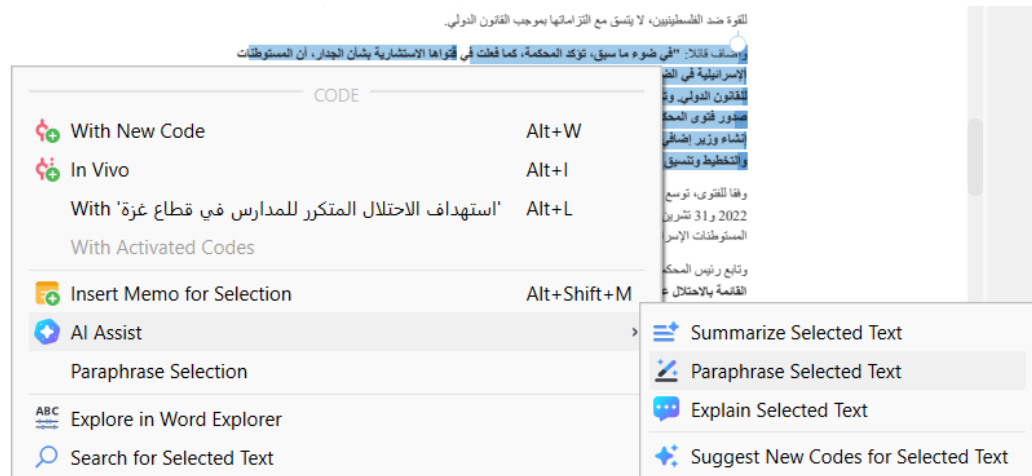 للقوة ضد الفلسطينيين، لا يتسق مع التزاماتها بموجب القانون الدولي.
وأضاف قائلا: "في ضوء ما سبق، تؤكد المحكمة، كما فعلت في فتواها الاستشارية بشأن الجدار، أن المستوطنات
الإسرائيلية في
للقانون الدولي.
صدور فتوى
إنشاء وزير إضافي
والتخطيط وتنسيق
وفقا للفتوى، توسع
2022 و31 تشرين
المستوطنات
وتابع رئيس
القائمة بالاحتلال
CODE
With New Code Alt+W
In Vivo Alt+I
With 'استهداف الاحتلال المتكرر للمدارس في قطاع غزة' Alt+L
With Activated Codes
Insert Memo for Selection Alt+Shift+M
AI Assist
Paraphrase Selection
ABC Explore in Word Explorer
Search for Selected Text
Summarize Selected Text
Paraphrase Selected Text
Explain Selected Text
Suggest New Codes for Selected Text